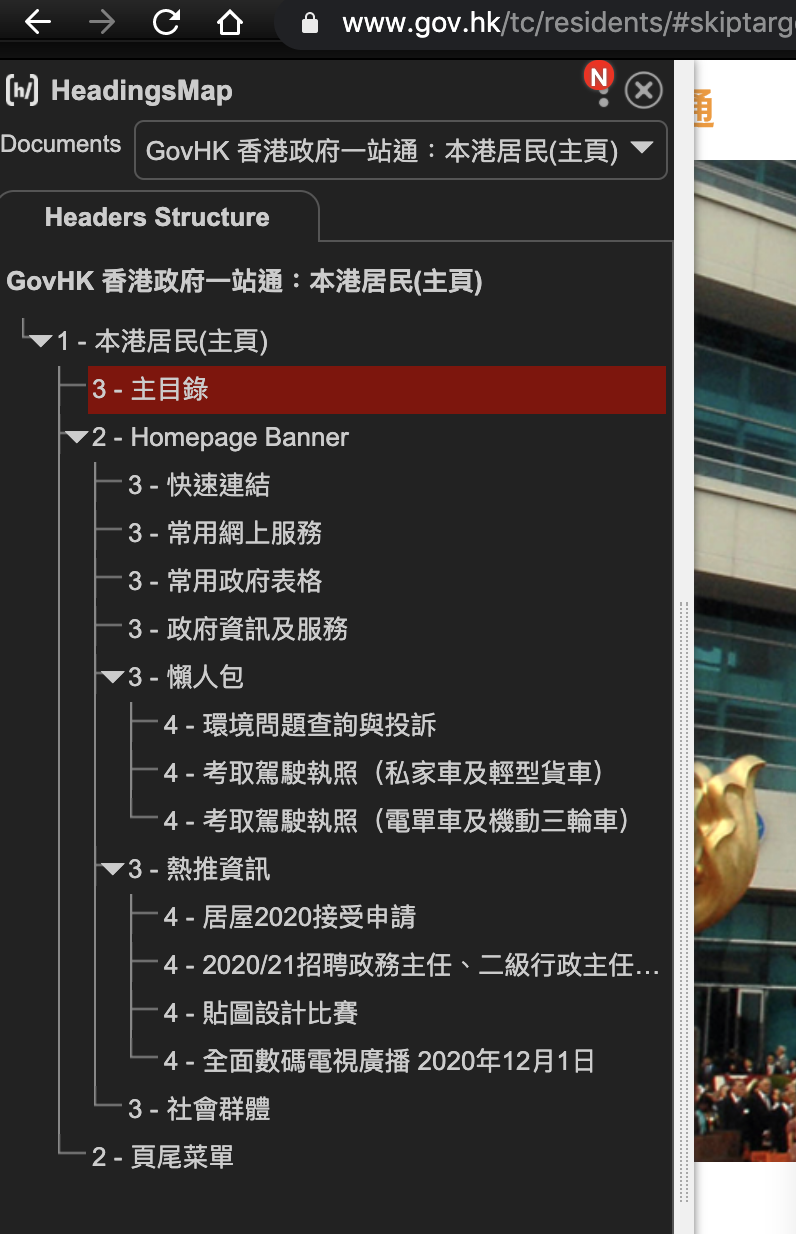 www.gov.hk/tc/residents/#skiptarg
[h/] HeadingsMap
N
通
Documents
GovHK 香港政府一站通：本港居民(主頁)
Headers Structure
GovHK 香港政府一站通：本港居民(主頁)
1 - 本港居民(主頁)
3 - 主目錄
2 - Homepage Banner
3 - 快速連結
3 - 常用網上服務
3 - 常用政府表格
3 - 政府資訊及服務
3 - 懶人包
4 - 環境問題查詢與投訴
4 - 考取駕駛執照（私家車及輕型貨車）
4 - 考取駕駛執照（電單車及機動三輪車）
3 - 熱推資訊
4 - 居屋2020接受申請
4 - 2020/21招聘政務主任、二級行政主任…
4 - 貼圖設計比賽
4 - 全面數碼電視廣播 2020年12月1日
3 - 社會群體
2 - 頁尾菜單